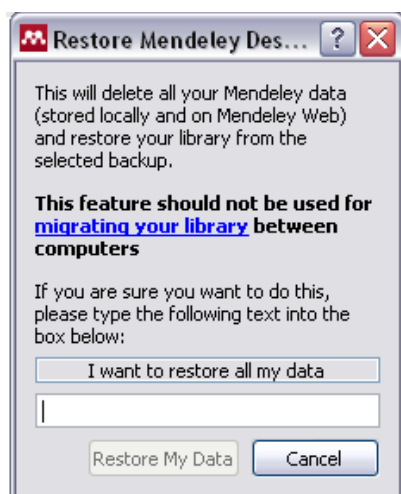 Restore Mendeley Des...
This will delete all your Mendeley data
(stored locally and on Mendeley Web)
and restore your library from the
selected backup.
This feature should not be used for
migrating your library between
computers
If you are sure you want to do this,
please type the following text into the
box below:
I want to restore all my data
Restore My Data Cancel